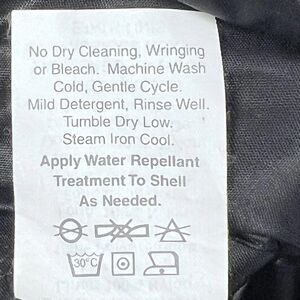 No Dry Cleaning, Wringing
or Bleach. Machine Wash
Cold, Gentle Cycle.
Mild Detergent, Rinse Well.
Tumble Dry Low.
Steam Iron Cool.
Apply Water Repellant
Treatment To Shell
As Needed.
30°C